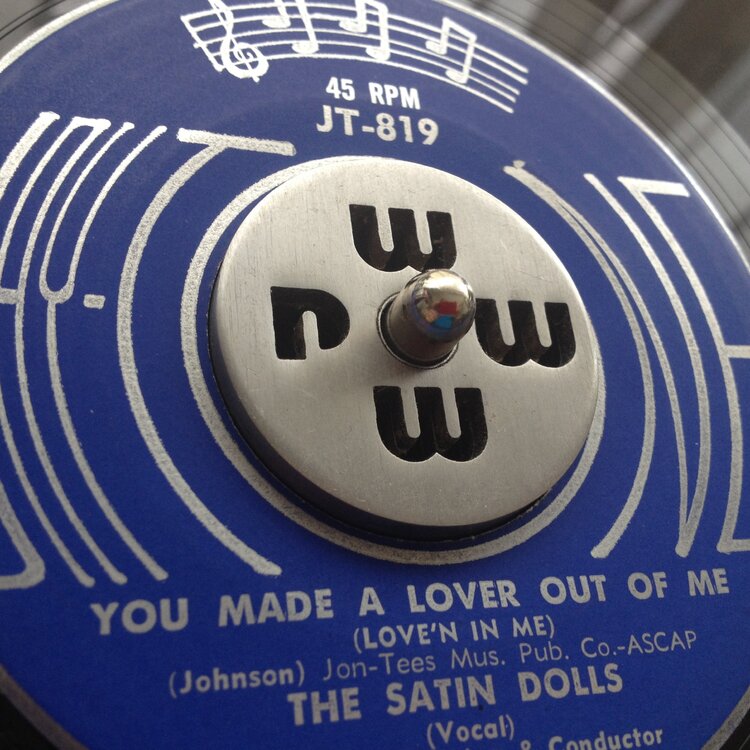 45 RPM
JT-819
w
n w
w
YOU MADE A LOVER OUT OF ME
(LOVE'N IN ME)
(Johnson) Jon-Tees Mus. Pub. Co.-ASCAP
THE SATIN DOLLS
(Vocal)
& Conductor